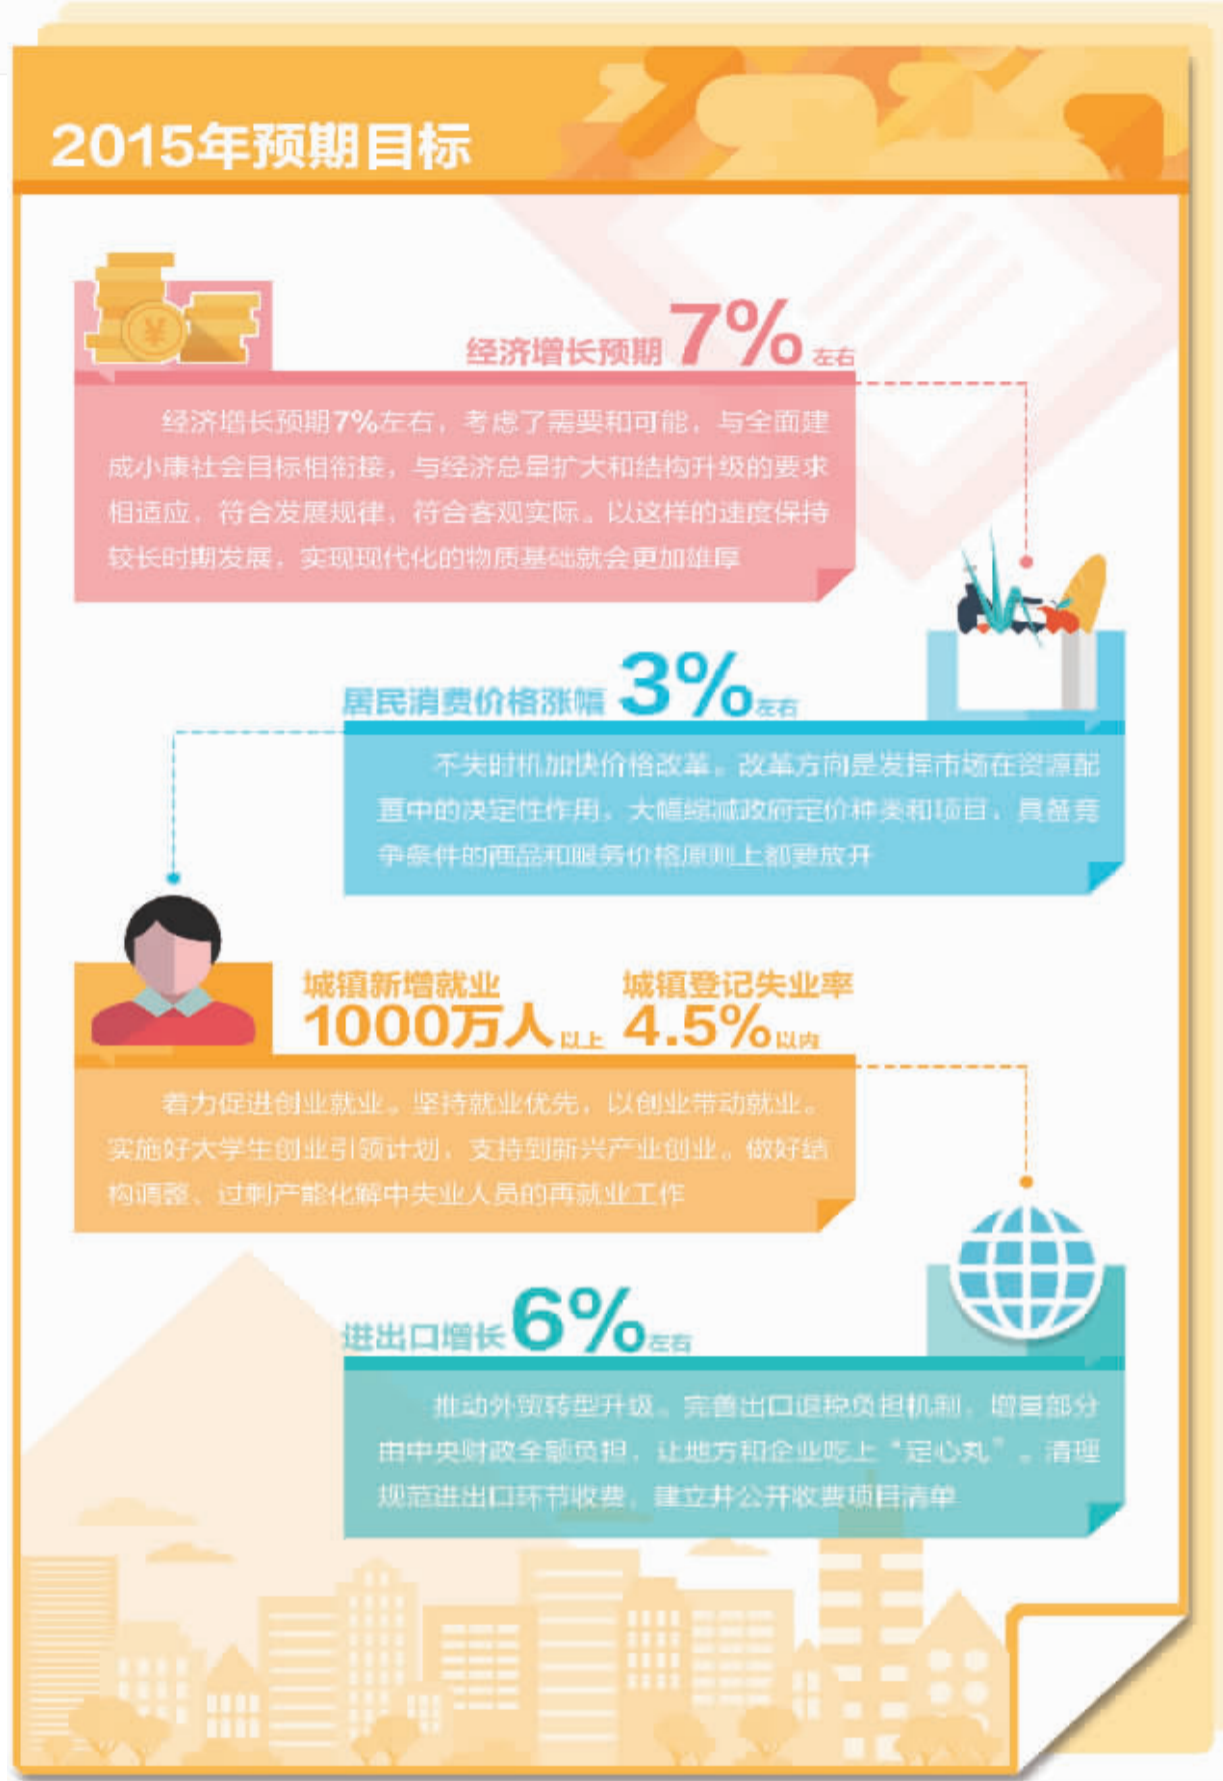 2015年预期目标
¥
经济增长预期7%左右
经济增长预期7%左右，考虑了需要和可能，与全面建
成小康社会目标相衔接，与经济总量扩大和结构升级的要求
相适应，符合发展规律，符合客观实际。以这样的速度保持
较长时期发展，实现现代化的物质基础就会更加雄厚
居民消费价格涨幅3%左右
不失时机加快价格改革。改革方向是发挥市场在资源配
置中的决定性作用，大幅缩减政府定价种类和项目，具备竞
争条件的商品和服务价格原则上都要放开
城镇新增就业 城镇登记失业率
1000万人以上 4.5%以内
着力促进创业就业。坚持就业优先，以创业带动就业。
实施好大学生创业引领计划，支持到新兴产业创业。做好结
构调整、过剩产能化解中失业人员的再就业工作
进出口增长6%左右
推动外贸转型升级。完善出口退税负担机制，增量部分
由中央财政全额负担，让地方和企业吃上“定心丸”。清理
规范进出口环节收费，建立并公开收费项目清单